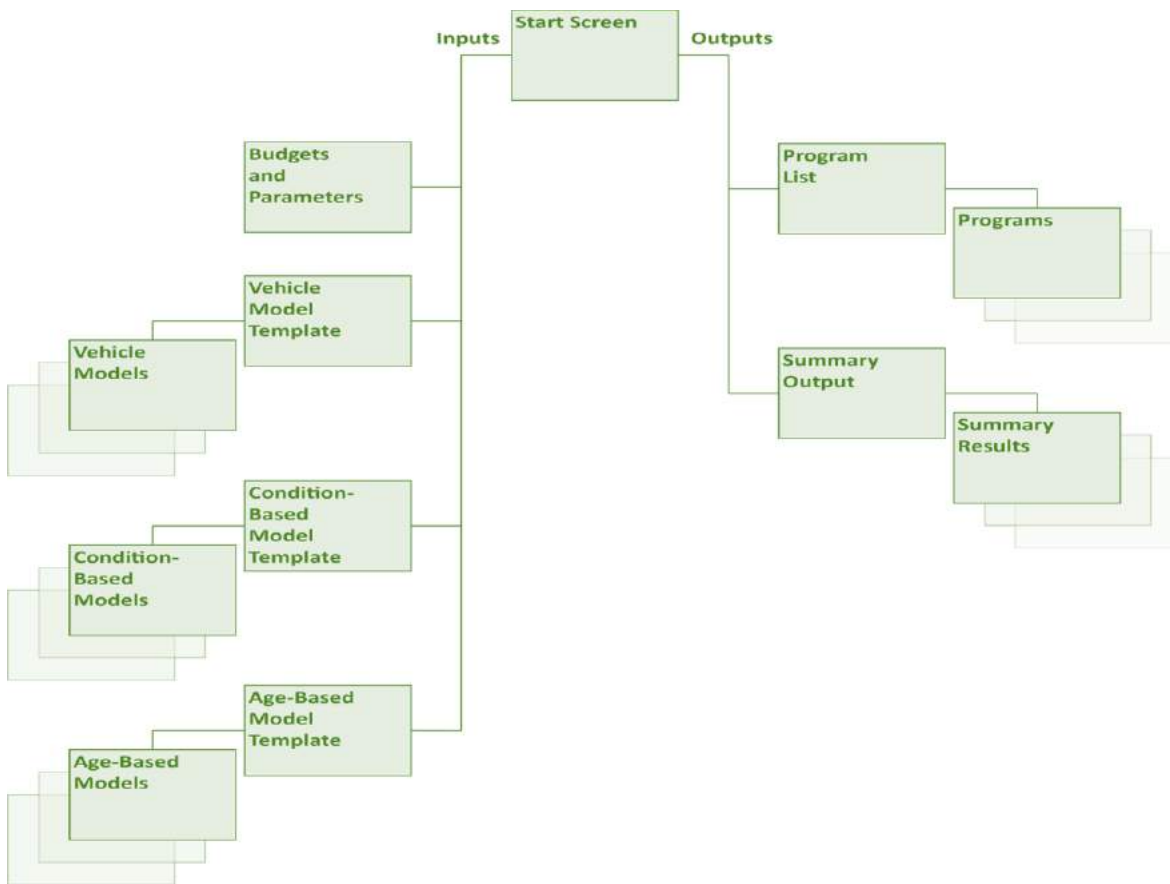 Start Screen
Inputs
Outputs
Budgets
and
Parameters
Vehicle
Model
Template
Vehicle
Models
Condition-
Based
Model
Template
Condition-
Based
Models
Age-Based
Model
Template
Age-Based
Models
Program
List
Programs
Summary
Output
Summary
Results